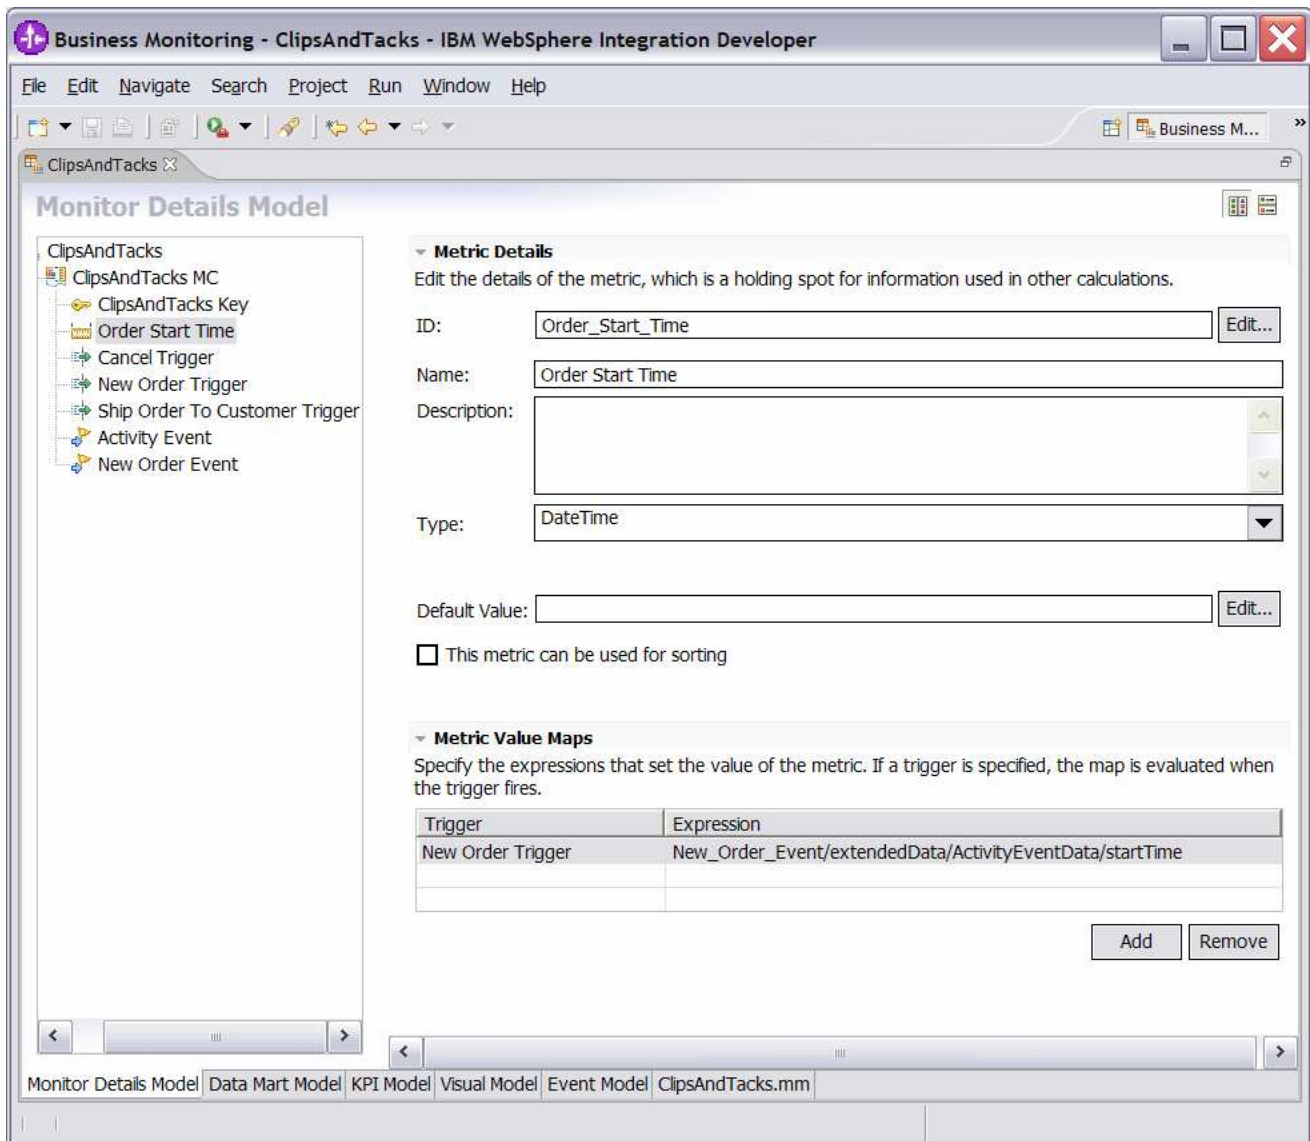 Business Monitoring - ClipsAndTacks - IBM WebSphere Integration Developer
File Edit Navigate Search Project Run Window Help
Business M... »
ClipsAndTacks
Monitor Details Model
ClipsAndTacks
ClipsAndTacks MC
ClipsAndTacks Key
Order Start Time
Cancel Trigger
New Order Trigger
Ship Order To Customer Trigger
Activity Event
New Order Event
Metric Details
Edit the details of the metric, which is a holding spot for information used in other calculations.
ID: Order_Start_Time Edit...
Name: Order Start Time
Description:
Type: DateTime
Default Value: Edit...
This metric can be used for sorting
Metric Value Maps
Specify the expressions that set the value of the metric. If a trigger is specified, the map is evaluated when
the trigger fires.
Trigger Expression
New Order Trigger New_Order_Event/extendedData/ActivityEventData/startTime
Add Remove
Monitor Details Model Data Mart Model KPI Model Visual Model Event Model ClipsAndTacks.mm